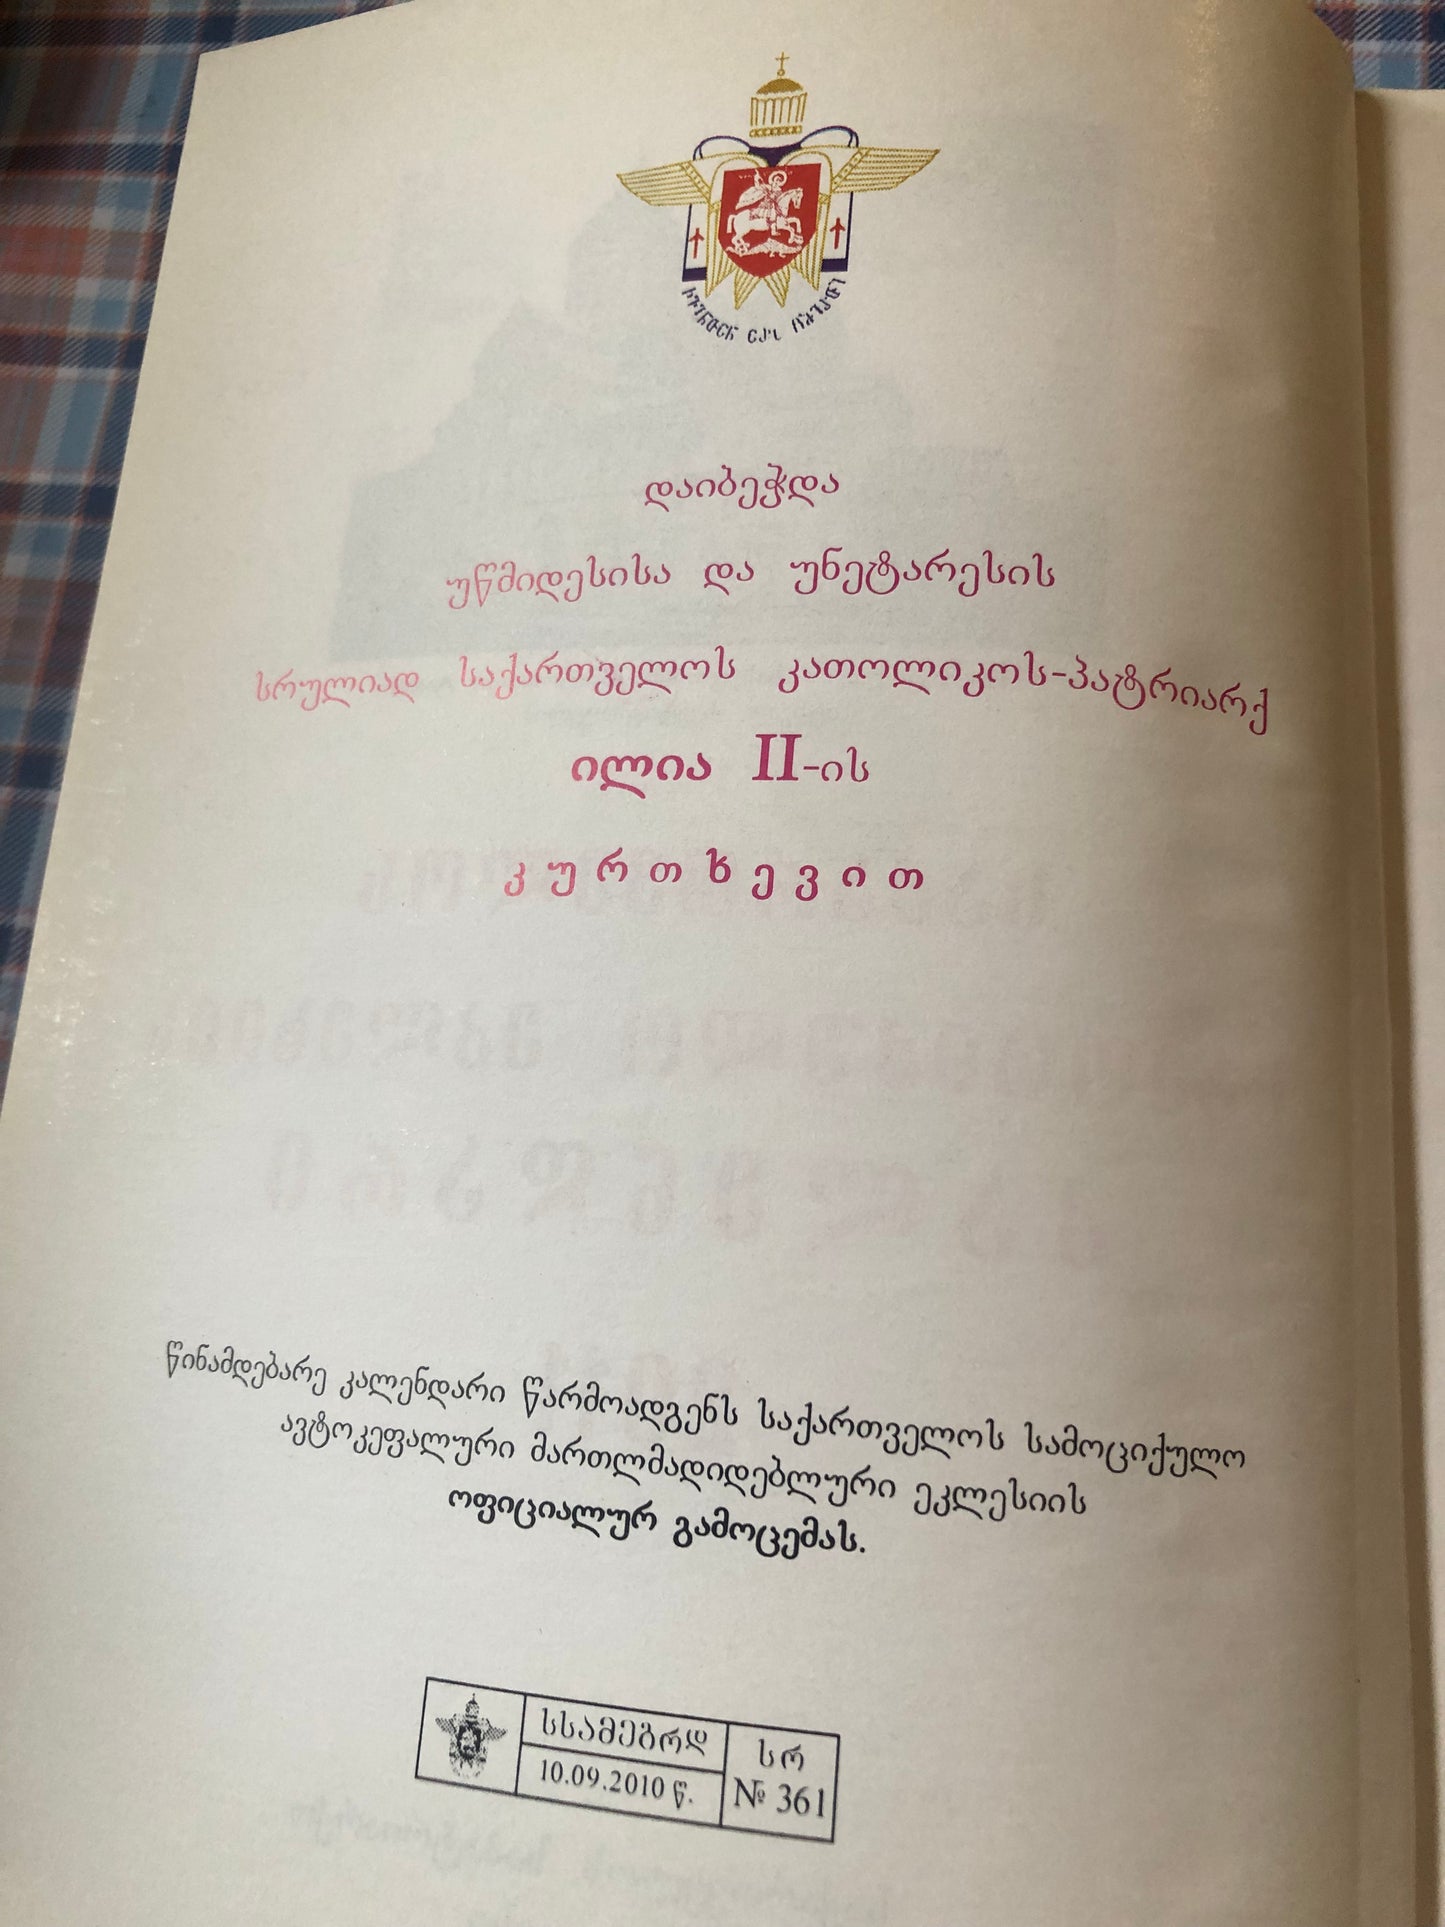 დაიბეჭდა
უწმიდესისა და უნეტარესის
სრულიად საქართველოს კათოლიკოს-პატრიარქ
ილია II-ის
კურთხევით
წინამდებარე კალენდარი წარმოადგენს საქართველოს სამოციქულო
ავტოკეფალური მართლმადიდებლური ეკლესიის
ოფიციალურ გამოცემას.
სსამეგრდ
10.09.2010 წ.
სრ
№ 361